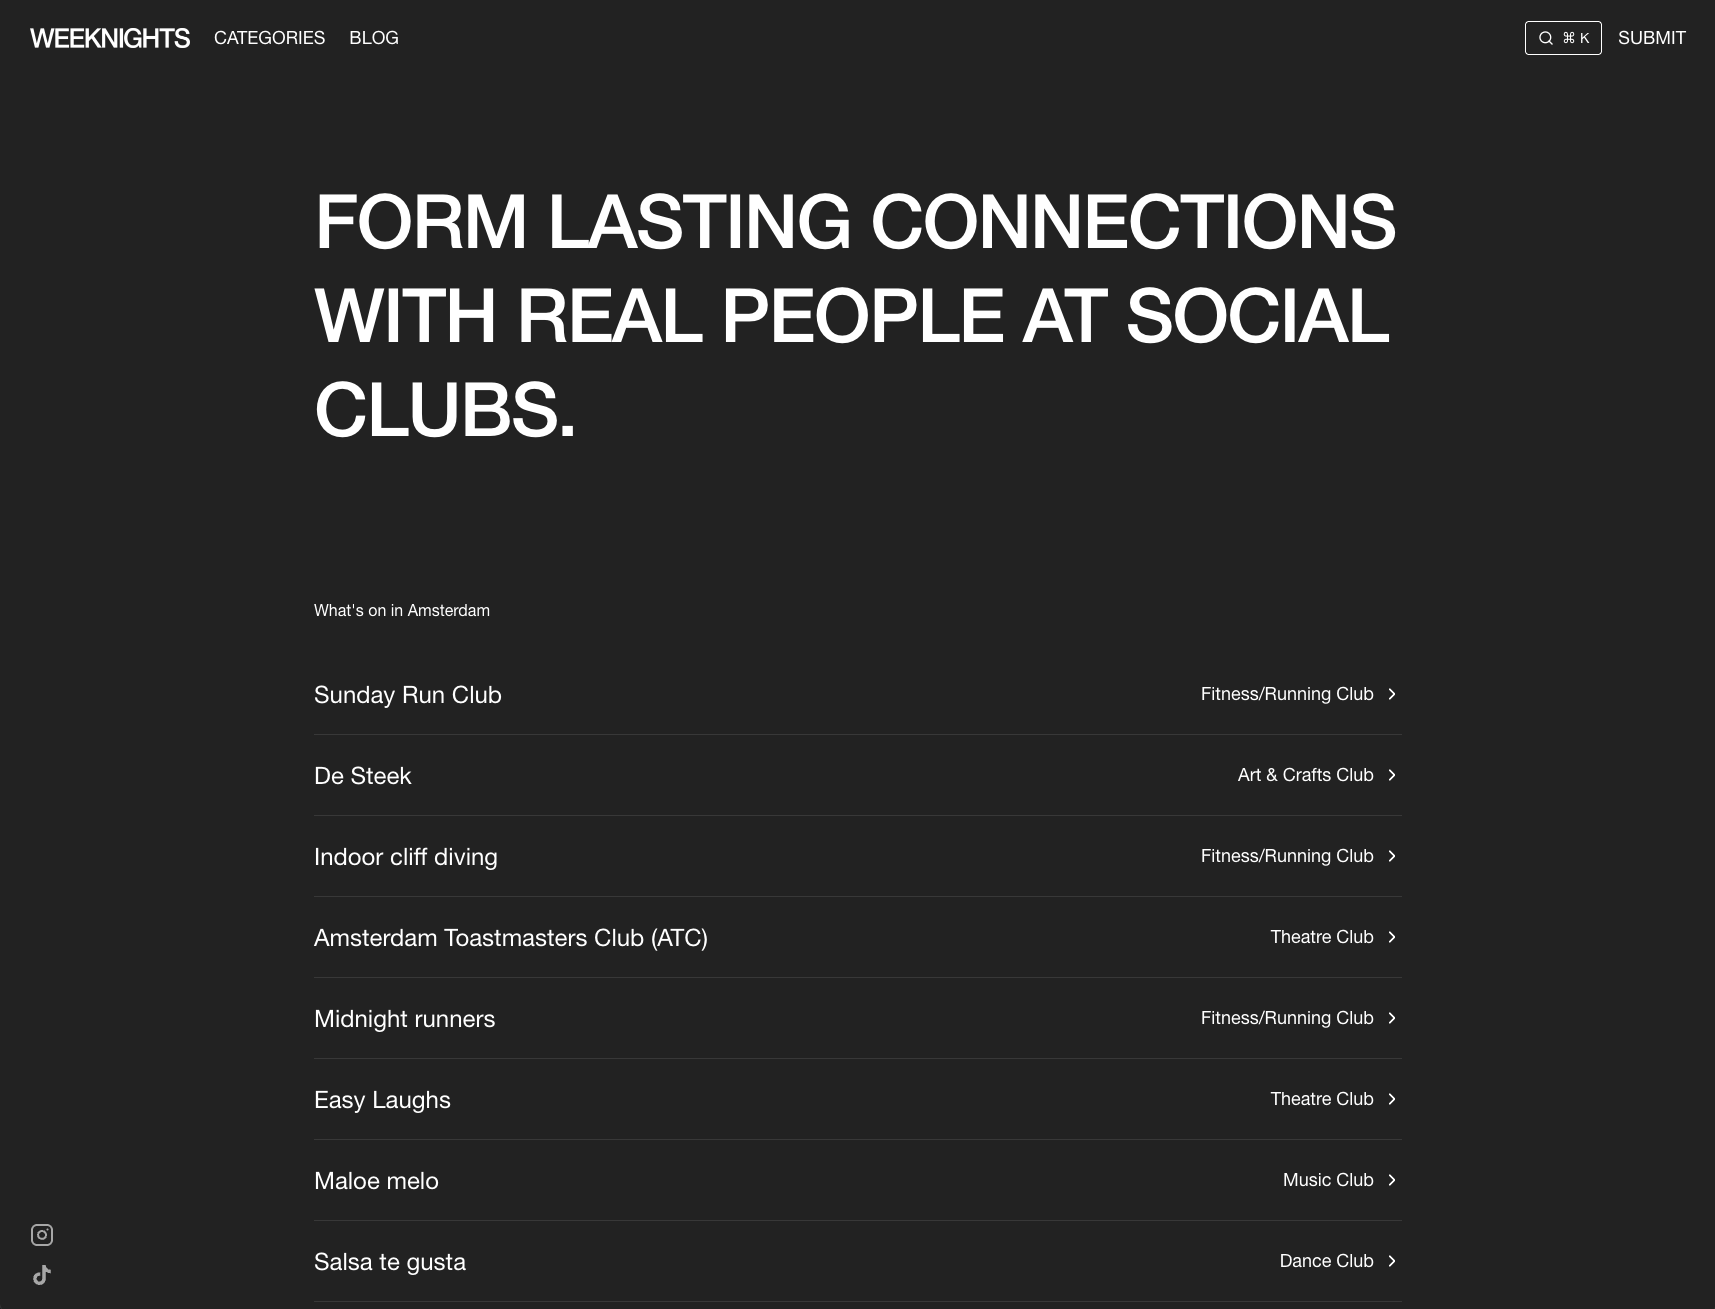 WEEKNIGHTS CATEGORIES BLOG ⌘ K SUBMIT
FORM LASTING CONNECTIONS
WITH REAL PEOPLE AT SOCIAL
CLUBS.
What's on in Amsterdam
Sunday Run Club Fitness/Running Club
De Steek Art & Crafts Club
Indoor cliff diving Fitness/Running Club
Amsterdam Toastmasters Club (ATC) Theatre Club
Midnight runners Fitness/Running Club
Easy Laughs Theatre Club
Maloe melo Music Club
Salsa te gusta Dance Club